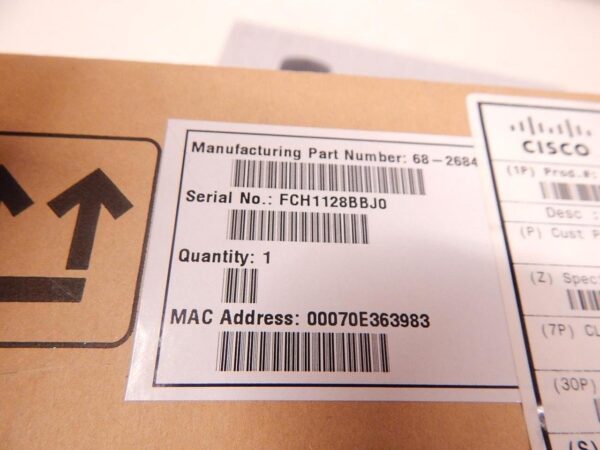 Manufacturing Part Number: 68-2684
Serial No.: FCH1128BBJ0
Quantity: 1
MAC Address: 00070E363983
CISCO
(1P) Prod.#:
Desc :
(P) Cust P
(Z) Spec:
(7P) CL
(30P)
(S)